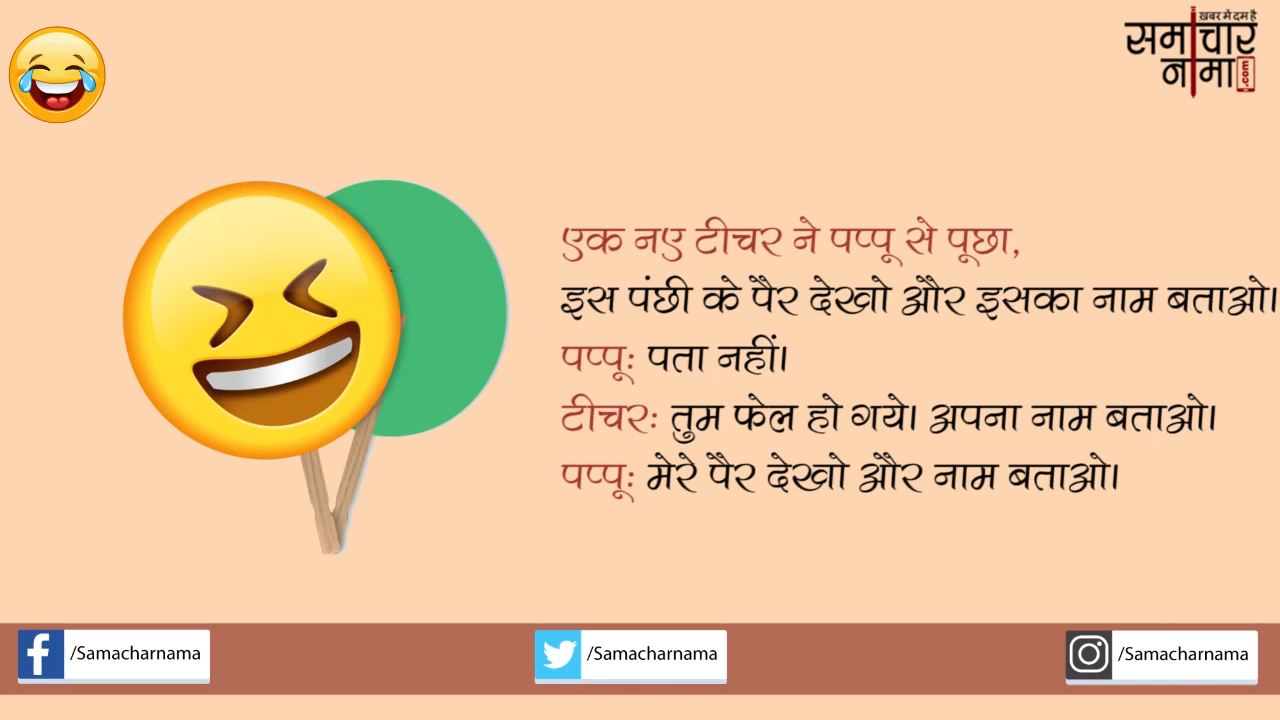 ख़बर में दम है
समाचार
नामा.com
एक नए टीचर ने पप्पू से पूछा,
इस पंछी के पैर देखो और इसका नाम बताओ।
पप्पू: पता नहीं।
टीचर: तुम फेल हो गये। अपना नाम बताओ।
पप्पू: मेरे पैर देखो और नाम बताओ।
/Samacharnama /Samacharnama /Samacharnama